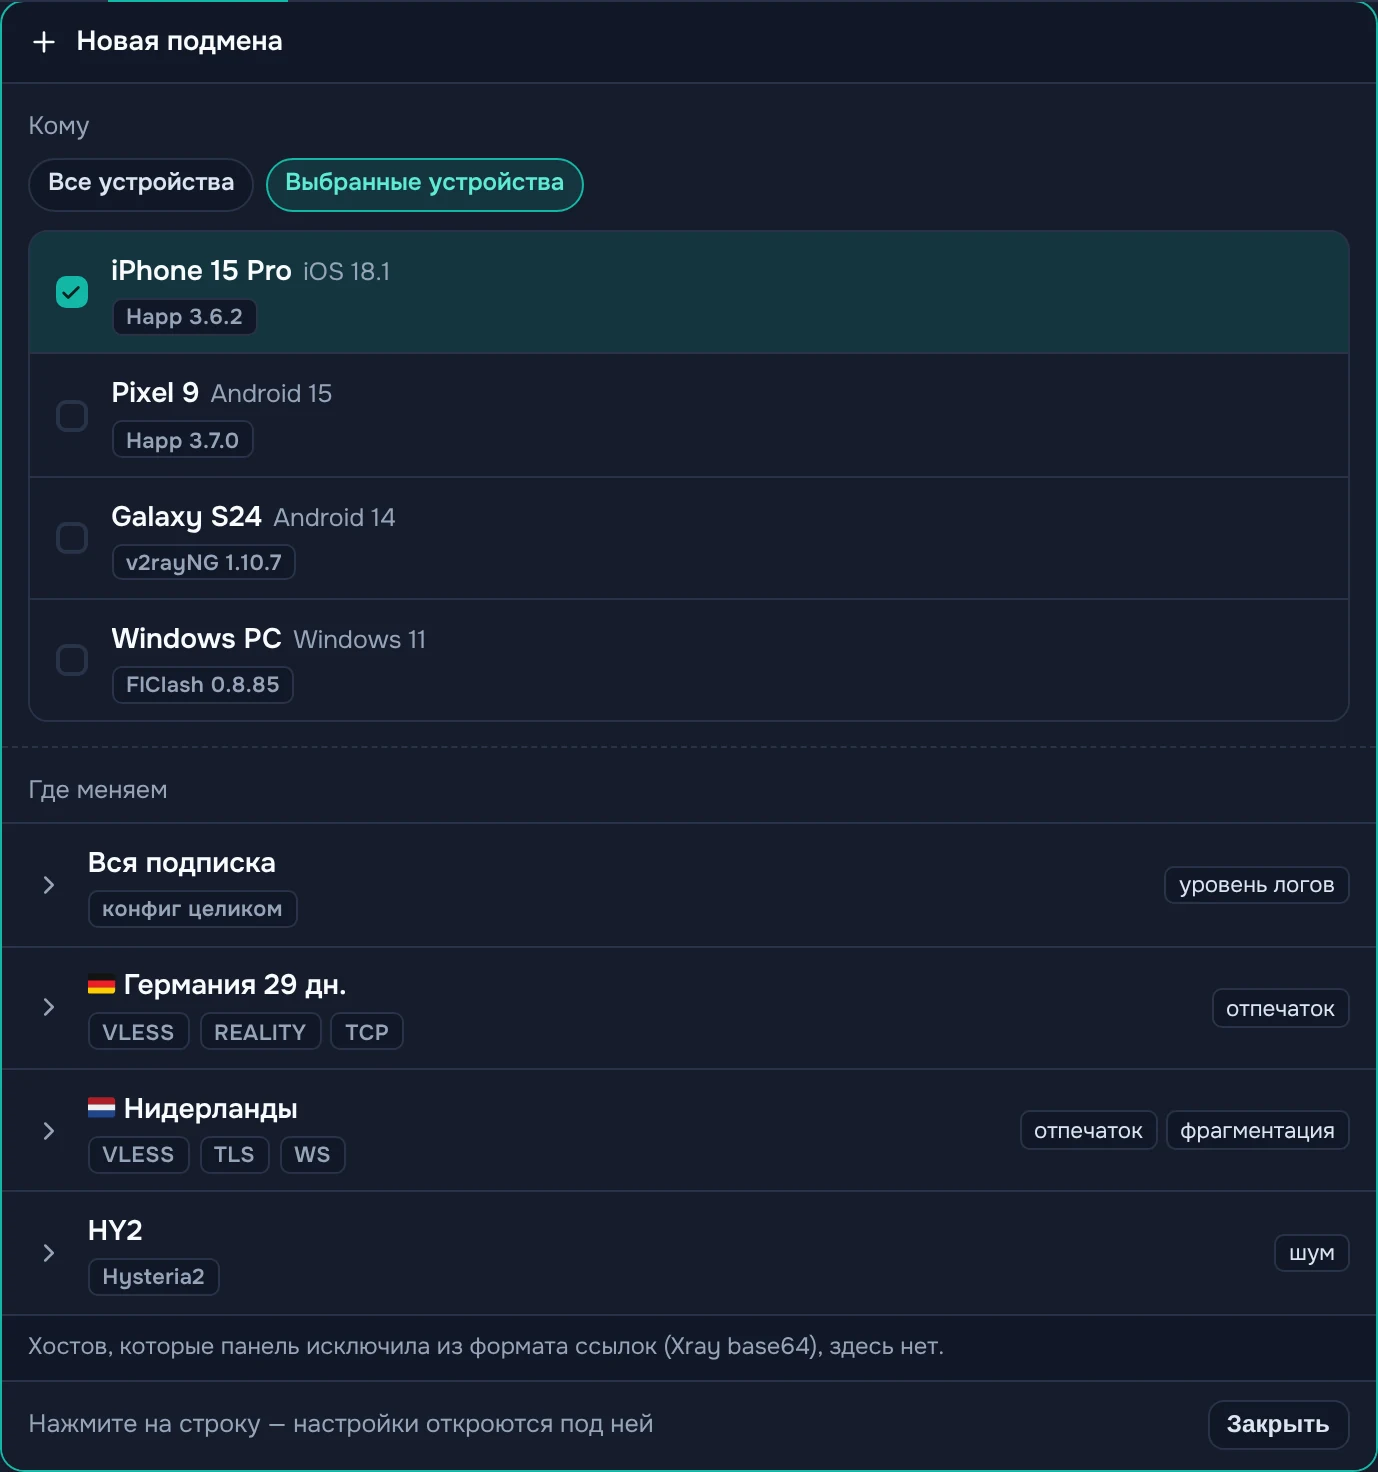 Новая подмена
Кому
Все устройства Выбранные устройства
iPhone 15 Pro iOS 18.1
Happ 3.6.2
Pixel 9 Android 15
Happ 3.7.0
Galaxy S24 Android 14
v2rayNG 1.10.7
Windows PC Windows 11
FlClash 0.8.85
Где меняем
Вся подписка
конфиг целиком
уровень логов
Германия 29 дн.
VLESS REALITY TCP
отпечаток
Нидерланды
VLESS TLS WS
отпечаток фрагментация
HY2
Hysteria2
шум
Хостов, которые панель исключила из формата ссылок (Xray base64), здесь нет.
Нажмите на строку — настройки откроются под ней
Закрыть